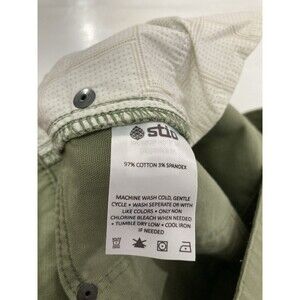 stio
97% COTTON 3% SPANDEX
MACHINE WASH COLD, GENTLE
CYCLE • WASH SEPERATE OR WITH
LIKE COLORS • ONLY NON
CHLORINE BLEACH WHEN NEEDED
• TUMBLE DRY LOW • COOL IRON
IF NEEDED